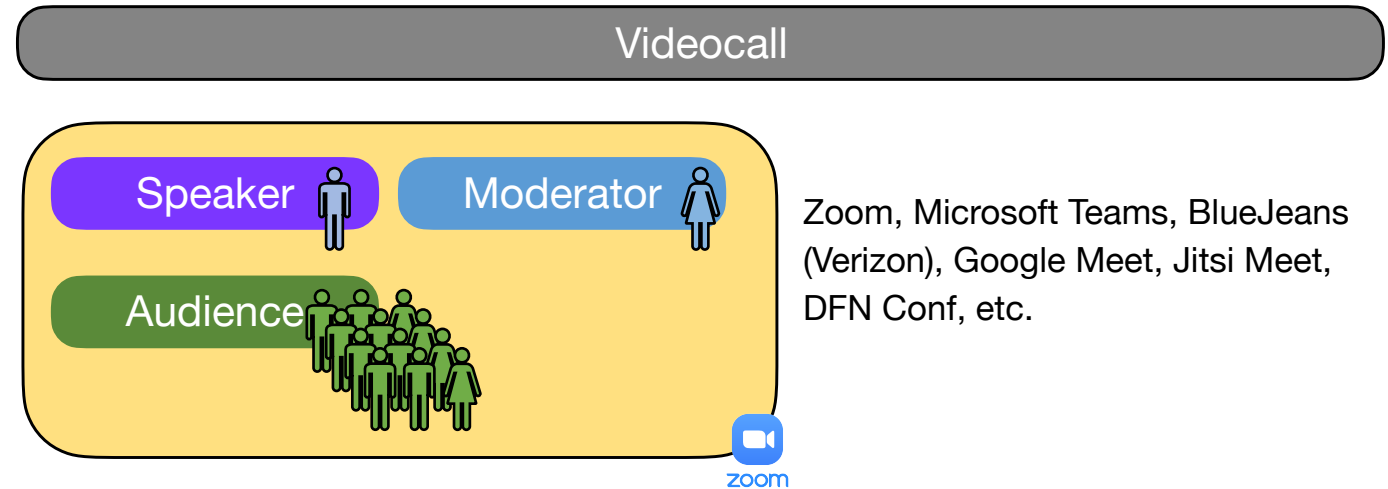 Videocall
Speaker
Moderator
Audience
Zoom, Microsoft Teams, BlueJeans
(Verizon), Google Meet, Jitsi Meet,
DFN Conf, etc.
zoom